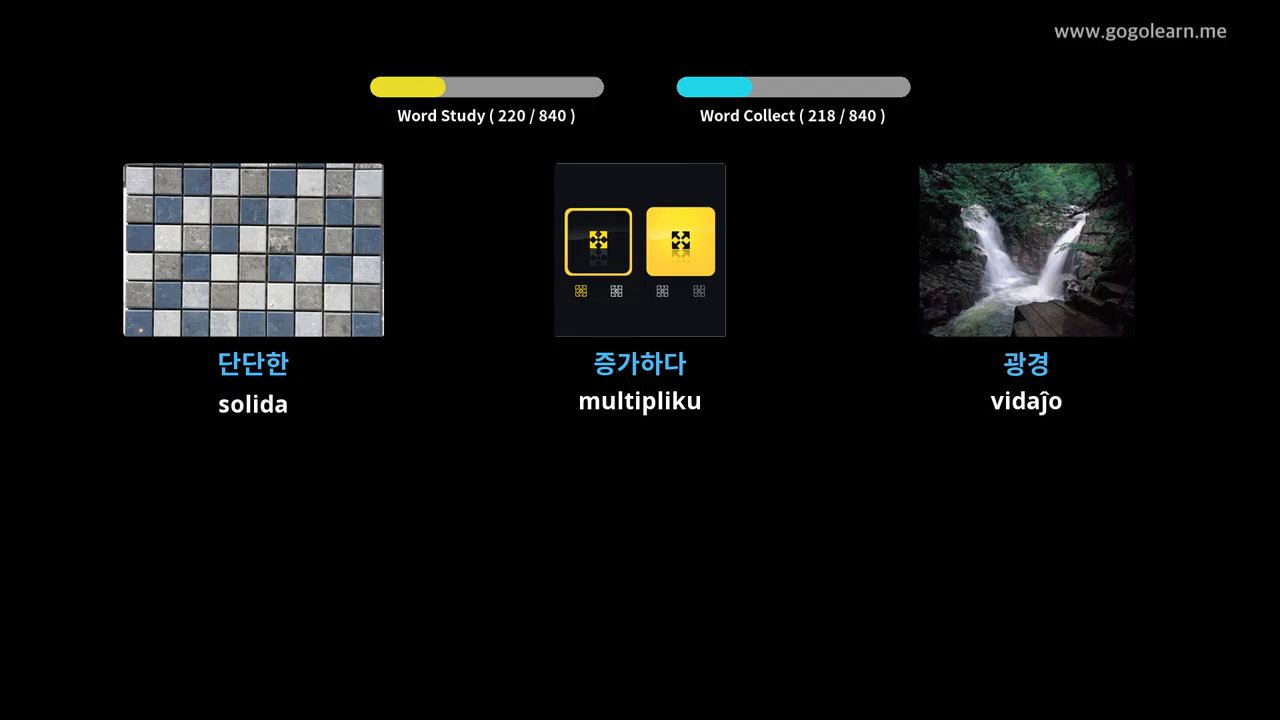 www.gogolearn.me
Word Study ( 220 / 840 )
Word Collect ( 218 / 840 )
단단한
증가하다
광경
solida
multipliku
vidaĵo